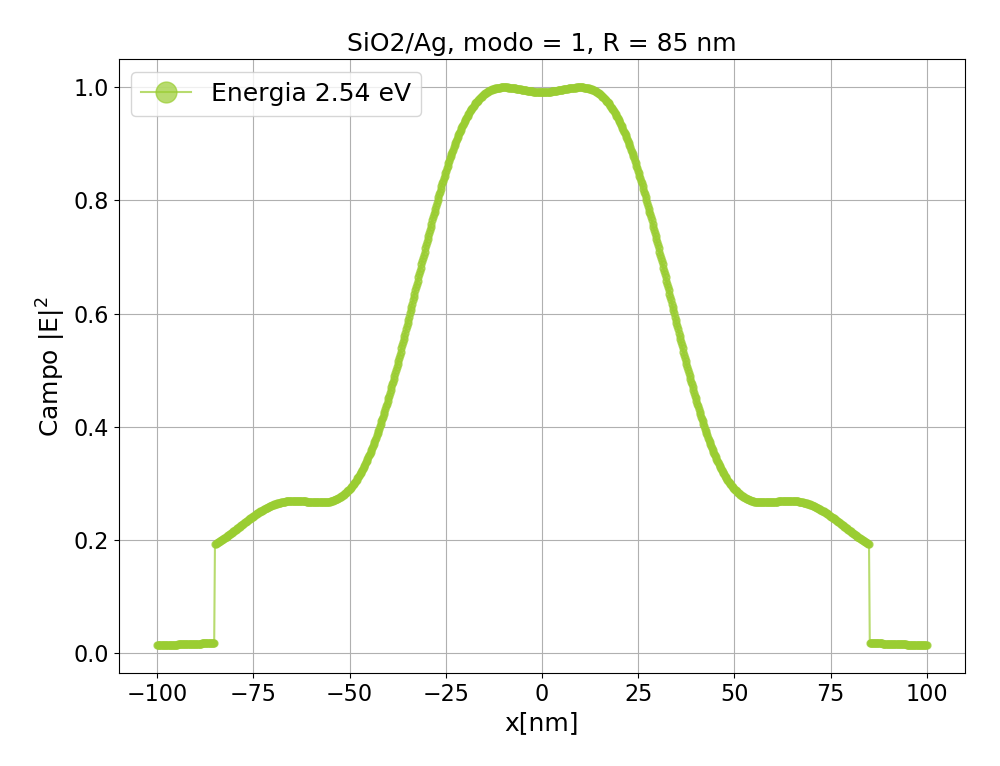 SiO2/Ag, modo = 1, R = 85 nm
Energia 2.54 eV
Campo |E|²
1.0
0.8
0.6
0.4
0.2
0.0
−100 −75 −50 −25 0 25 50 75 100
x[nm]